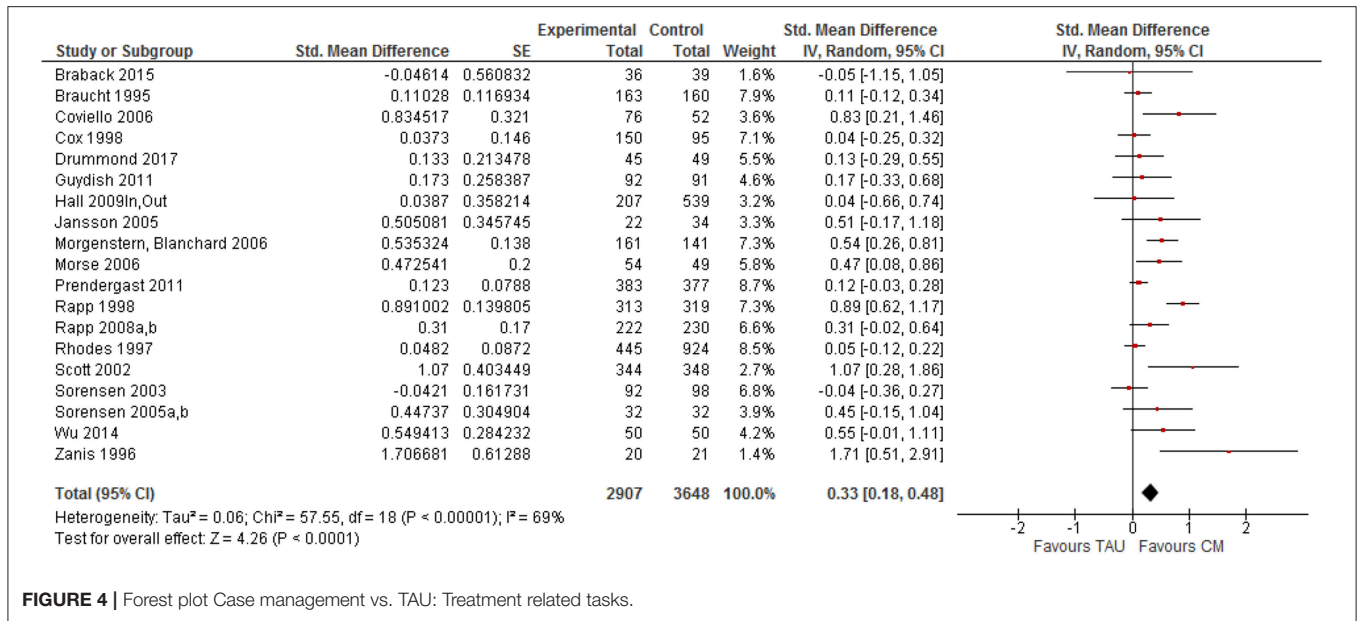 Experimental Control Std. Mean Difference Std. Mean Difference
Study or Subgroup Std. Mean Difference SE Total Total Weight IV, Random, 95% CI IV, Random, 95% CI
Braback 2015 -0.04614 0.560832 36 39 1.6% -0.05 [-1.15, 1.05]
Braucht 1995 0.11028 0.116934 163 160 7.9% 0.11 [-0.12, 0.34]
Coviello 2006 0.834517 0.321 76 52 3.6% 0.83 [0.21, 1.46]
Cox 1998 0.0373 0.146 150 95 7.1% 0.04 [-0.25, 0.32]
Drummond 2017 0.133 0.213478 45 49 5.5% 0.13 [-0.29, 0.55]
Guydish 2011 0.173 0.258387 92 91 4.6% 0.17 [-0.33, 0.68]
Hall 2009In,Out 0.0387 0.358214 207 539 3.2% 0.04 [-0.66, 0.74]
Jansson 2005 0.505081 0.345745 22 34 3.3% 0.51 [-0.17, 1.18]
Morgenstern, Blanchard 2006 0.535324 0.138 161 141 7.3% 0.54 [0.26, 0.81]
Morse 2006 0.472541 0.2 54 49 5.8% 0.47 [0.08, 0.86]
Prendergast 2011 0.123 0.0788 383 377 8.7% 0.12 [-0.03, 0.28]
Rapp 1998 0.891002 0.139805 313 319 7.3% 0.89 [0.62, 1.17]
Rapp 2008a,b 0.31 0.17 222 230 6.6% 0.31 [-0.02, 0.64]
Rhodes 1997 0.0482 0.0872 445 924 8.5% 0.05 [-0.12, 0.22]
Scott 2002 1.07 0.403449 344 348 2.7% 1.07 [0.28, 1.86]
Sorensen 2003 -0.0421 0.161731 92 98 6.8% -0.04 [-0.36, 0.27]
Sorensen 2005a,b 0.44737 0.304904 32 32 3.9% 0.45 [-0.15, 1.04]
Wu 2014 0.549413 0.284232 50 50 4.2% 0.55 [-0.01, 1.11]
Zanis 1996 1.706681 0.61288 20 21 1.4% 1.71 [0.51, 2.91]
Total (95% CI) 2907 3648 100.0% 0.33 [0.18, 0.48]
Heterogeneity: Tau² = 0.06; Chi² = 57.55, df = 18 (P < 0.00001); I² = 69%
Test for overall effect: Z = 4.26 (P < 0.0001)
-2 -1 0 1 2
Favours TAU Favours CM
FIGURE 4 | Forest plot Case management vs. TAU: Treatment related tasks.